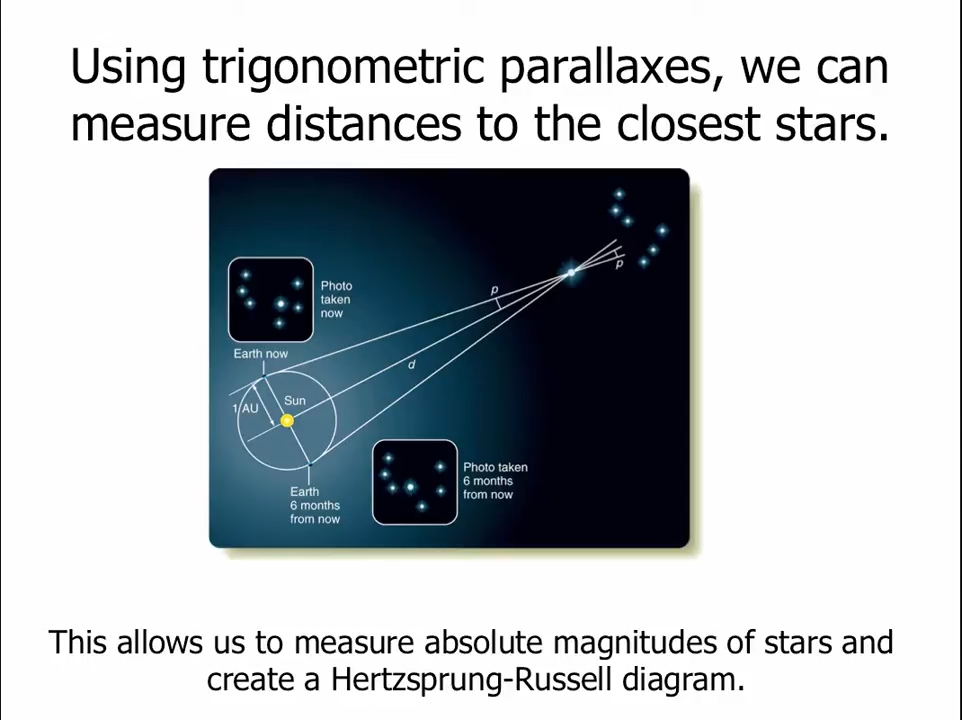 Using trigonometric parallaxes, we can
measure distances to the closest stars.
Photo
taken
now
Earth now
1 AU
Sun
p
p
d
Earth
6 months
from now
Photo taken
6 months
from now
This allows us to measure absolute magnitudes of stars and
create a Hertzsprung-Russell diagram.